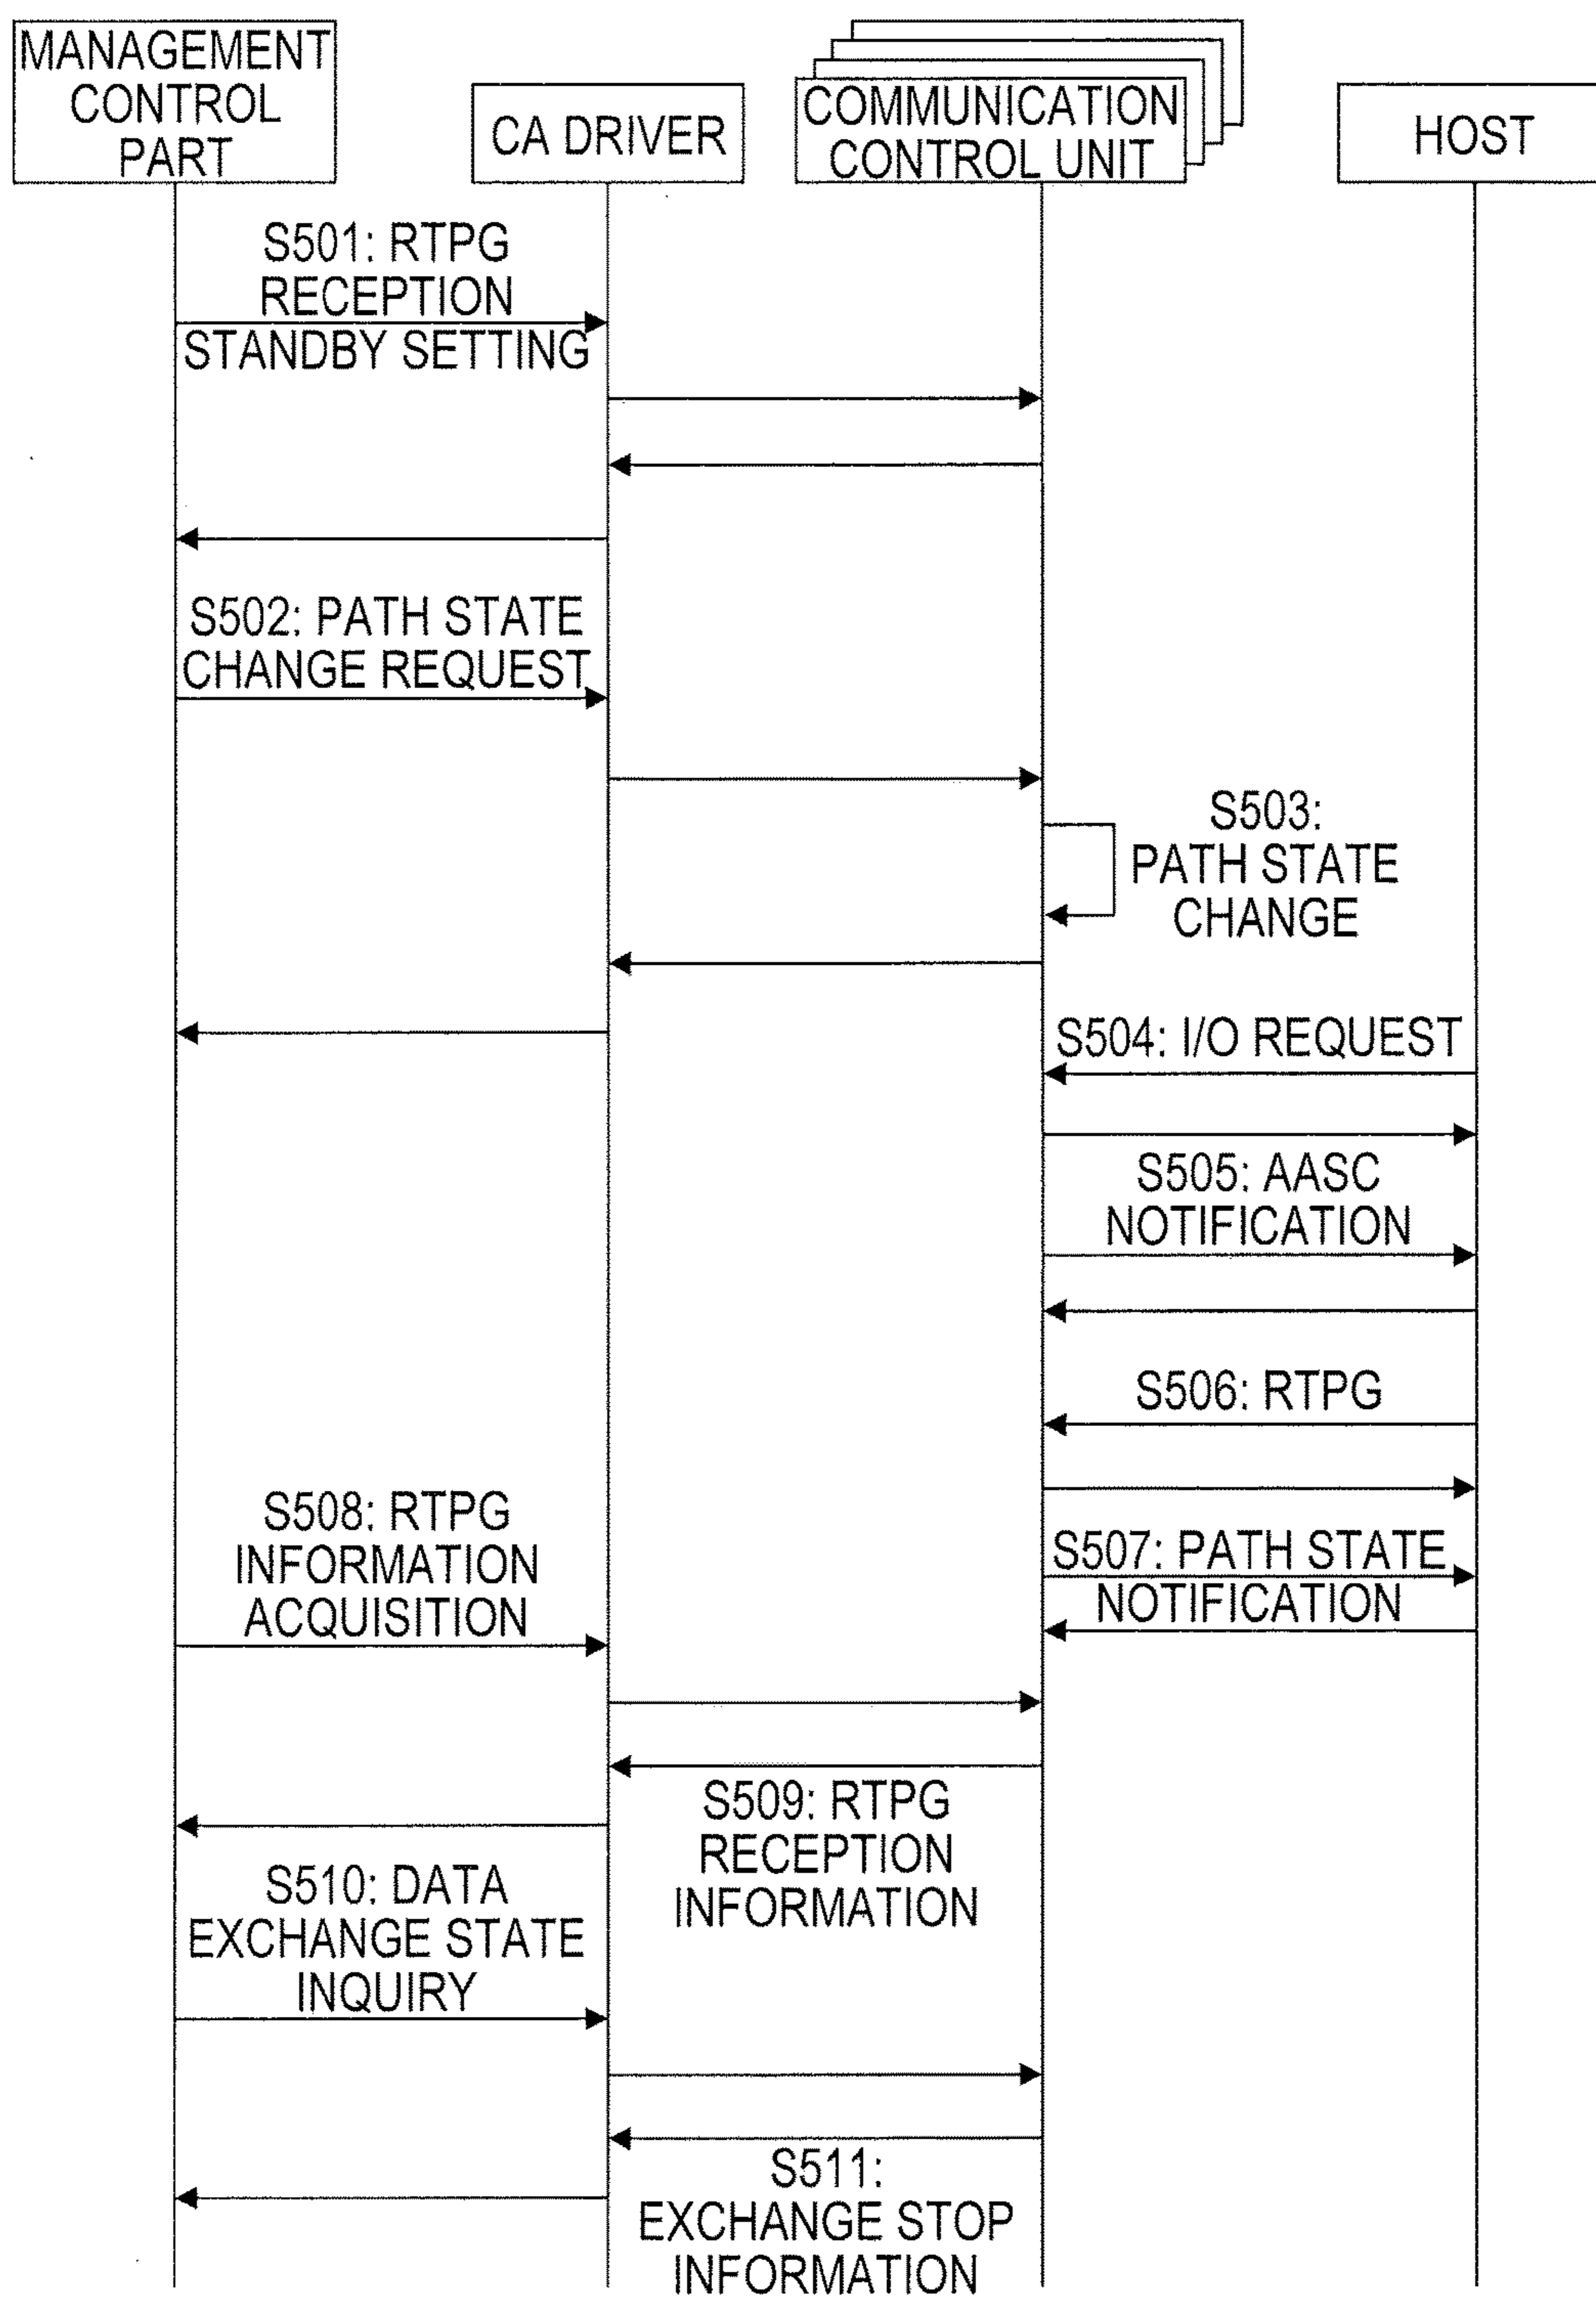 MANAGEMENT
CONTROL
PART
CA DRIVER
COMMUNICATION
CONTROL UNIT
HOST
S501: RTPG
RECEPTION
STANDBY SETTING
S502: PATH STATE
CHANGE REQUEST
S503:
PATH STATE
CHANGE
S504: I/O REQUEST
S505: AASC
NOTIFICATION
S506: RTPG
S507: PATH STATE
NOTIFICATION
S508: RTPG
INFORMATION
ACQUISITION
S509: RTPG
RECEPTION
INFORMATION
S510: DATA
EXCHANGE STATE
INQUIRY
S511:
EXCHANGE STOP
INFORMATION